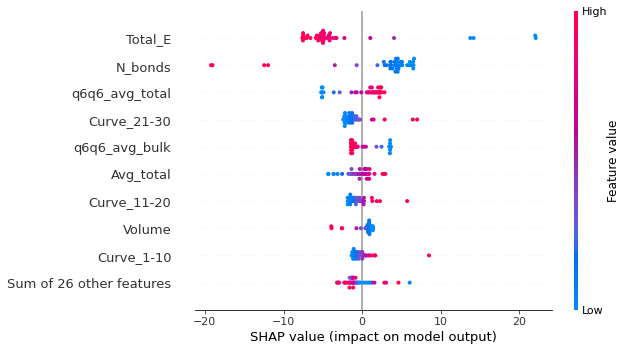 High
Total_E
N_bonds
q6q6_avg_total
Curve_21-30
q6q6_avg_bulk
Avg_total
Curve_11-20
Volume
Curve_1-10
Sum of 26 other features
Feature value
Low
−20 −10 0 10 20
SHAP value (impact on model output)